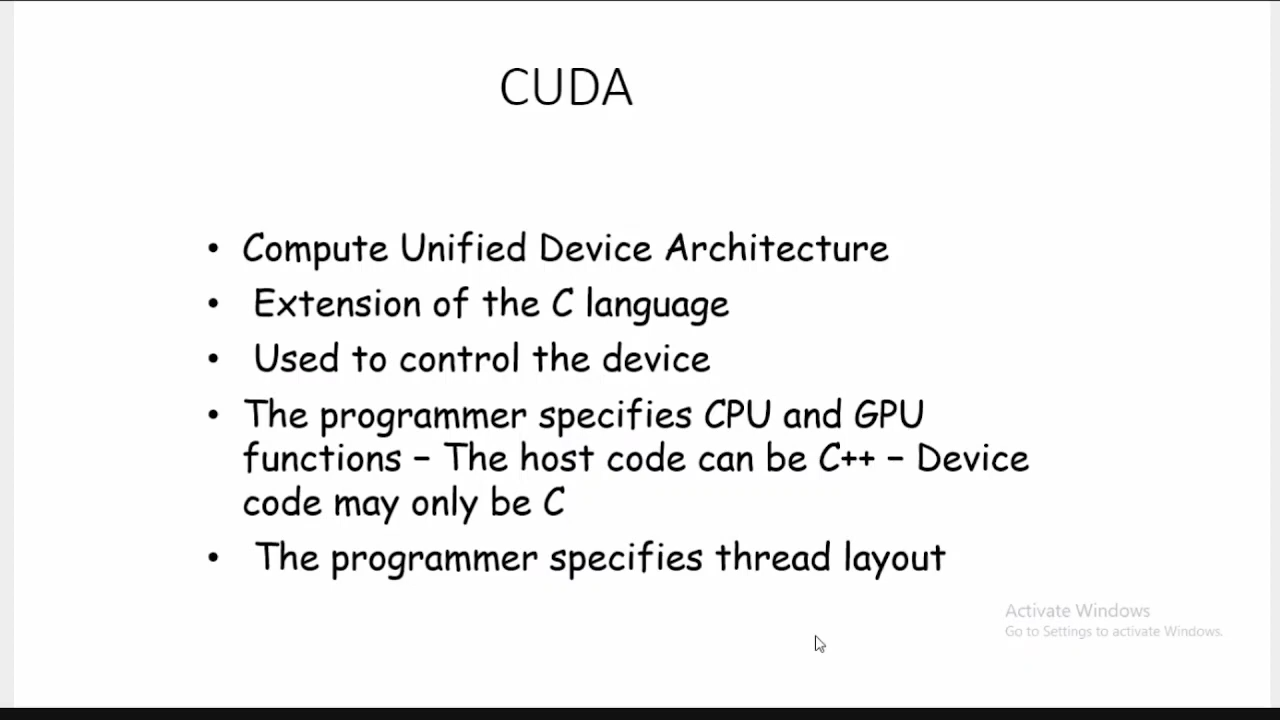 CUDA
• Compute Unified Device Architecture
• Extension of the C language
• Used to control the device
• The programmer specifies CPU and GPU
functions – The host code can be C++ – Device
code may only be C
• The programmer specifies thread layout
Activate Windows
Go to Settings to activate Windows.